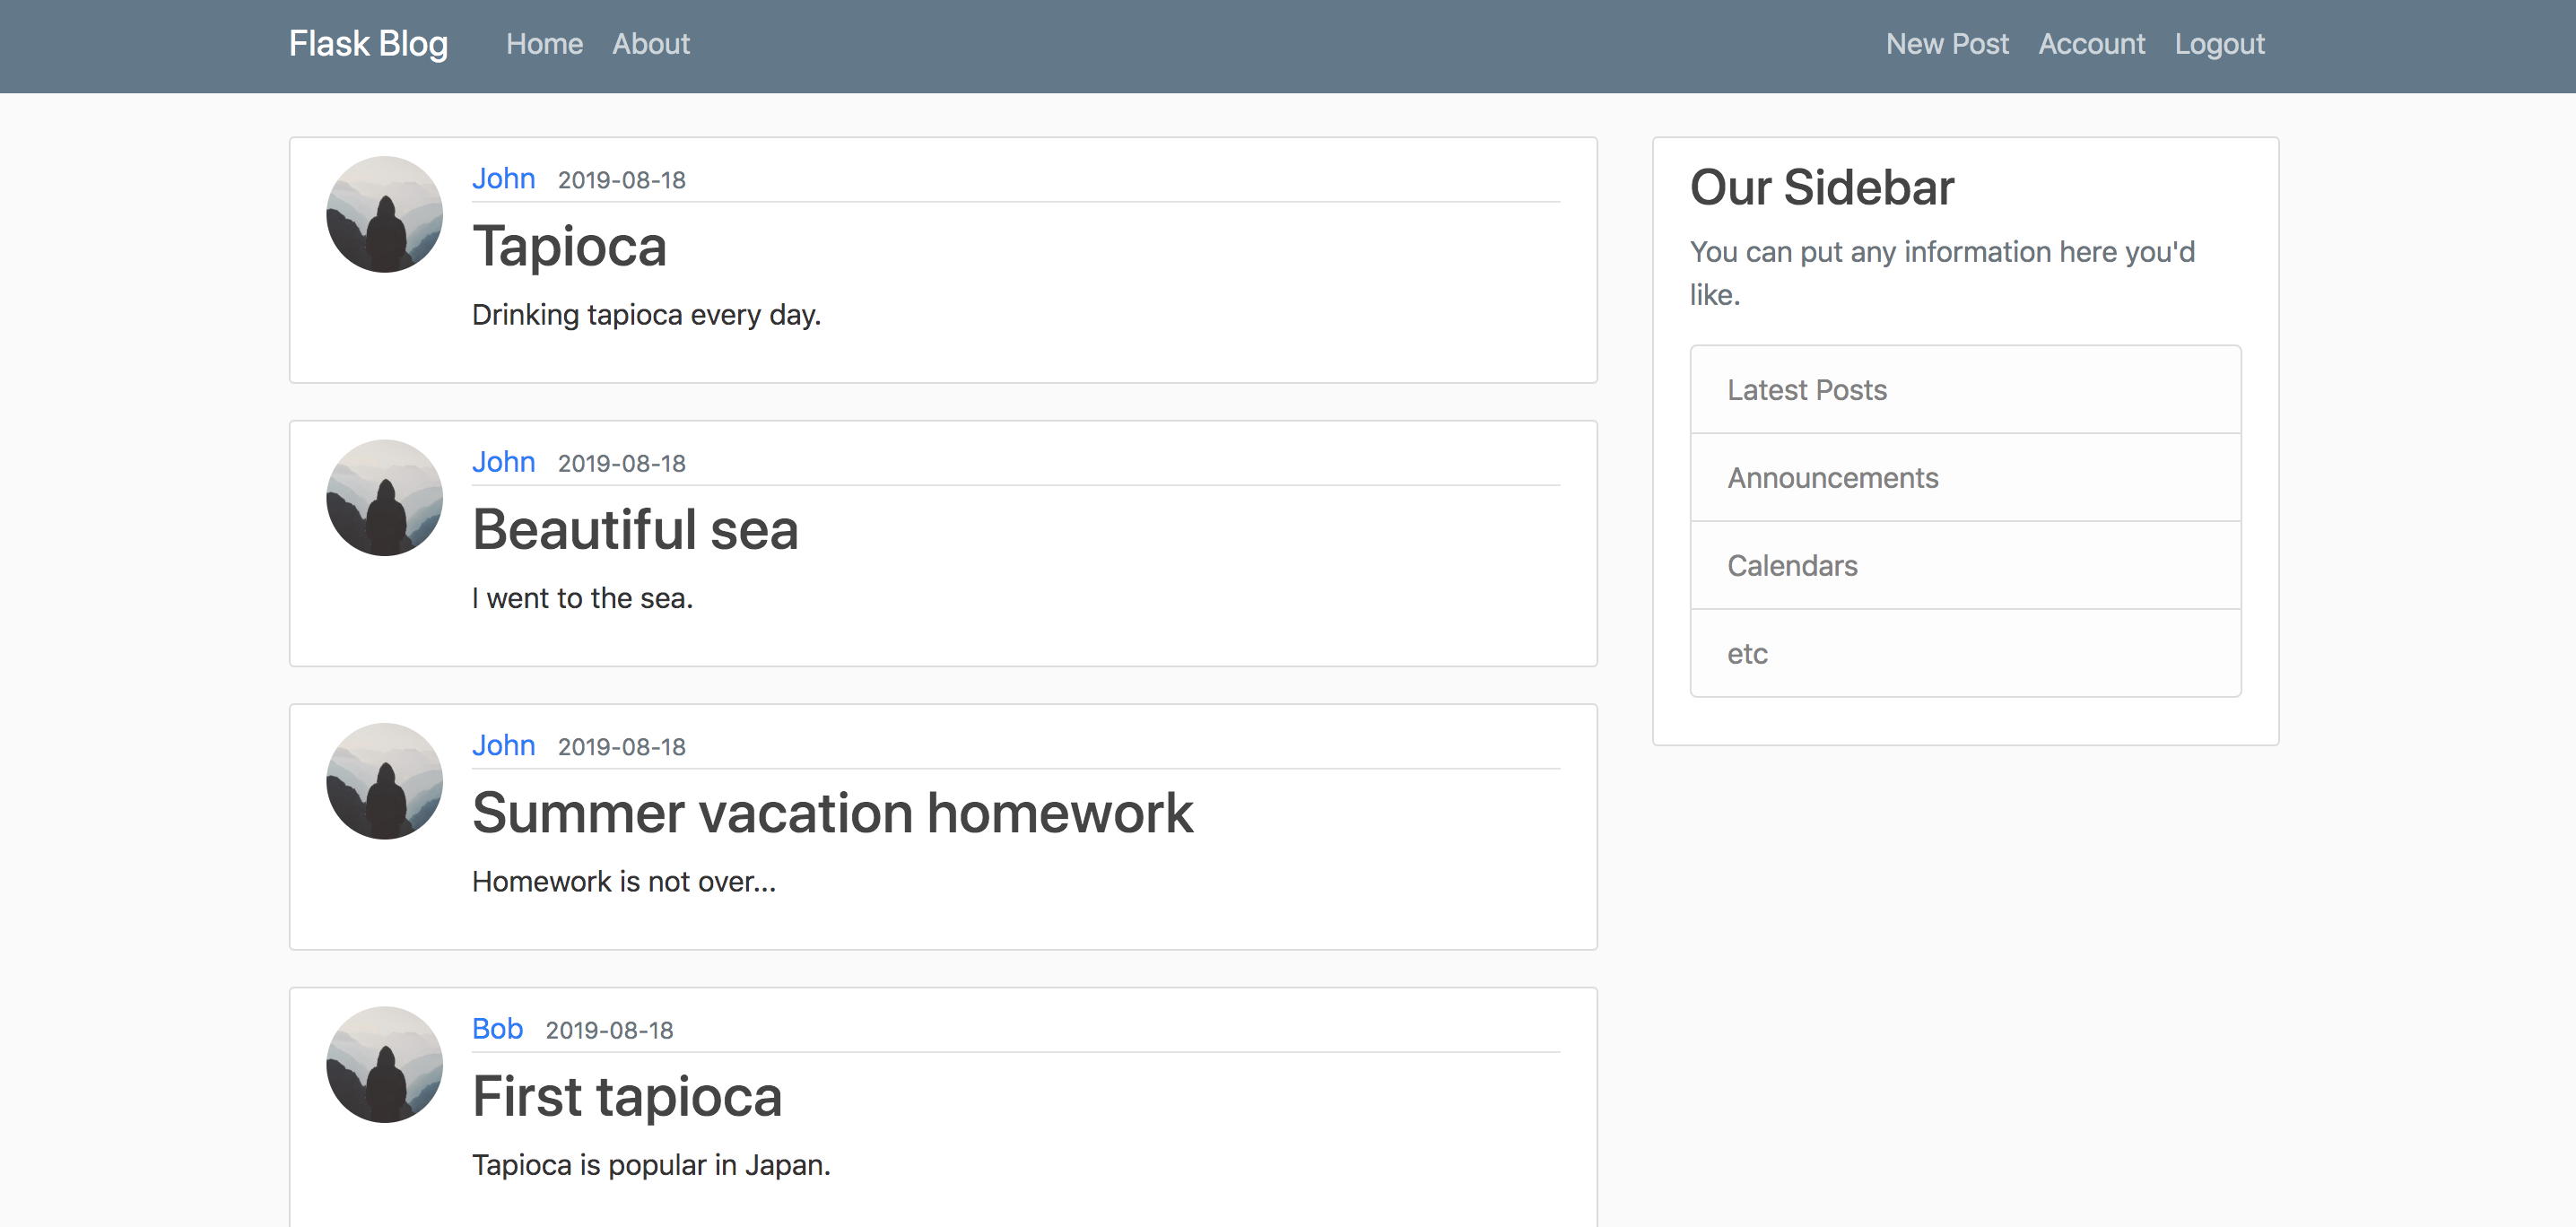 Flask Blog Home About New Post Account Logout
John 2019-08-18
Tapioca
Drinking tapioca every day.
John 2019-08-18
Beautiful sea
I went to the sea.
John 2019-08-18
Summer vacation homework
Homework is not over...
Bob 2019-08-18
First tapioca
Tapioca is popular in Japan.
Our Sidebar
You can put any information here you'd
like.
Latest Posts
Announcements
Calendars
etc